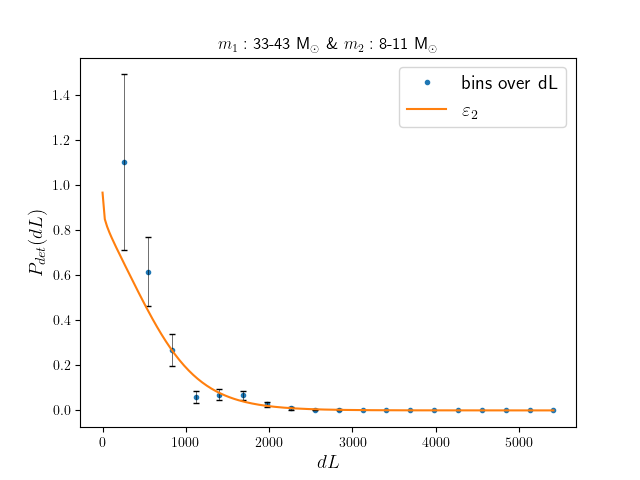 m₁ : 33-43 M⊙ & m₂ : 8-11 M⊙
bins over dL
ε₂
P_det(dL)
1.4
1.2
1.0
0.8
0.6
0.4
0.2
0.0
0 1000 2000 3000 4000 5000
dL